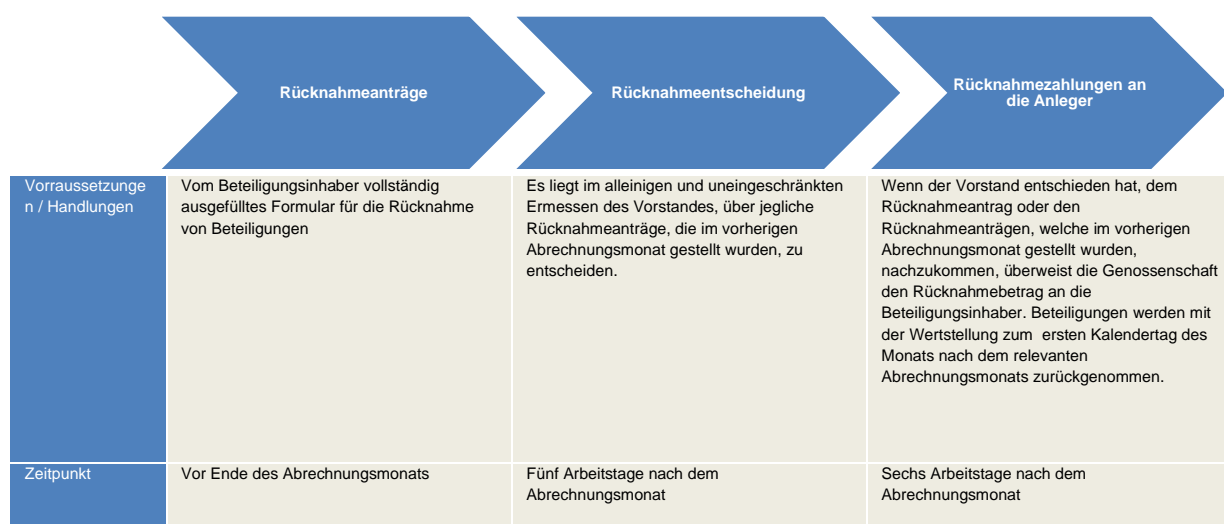 Rücknahmeanträge
Rücknahmeentscheidung
Rücknahmezahlungen an
die Anleger
Vorraussetzunge
n / Handlungen
Vom Beteiligungsinhaber vollständig
ausgefülltes Formular für die Rücknahme
von Beteiligungen
Es liegt im alleinigen und uneingeschränkten
Ermessen des Vorstandes, über jegliche
Rücknahmeanträge, die im vorherigen
Abrechnungsmonat gestellt wurden, zu
entscheiden.
Wenn der Vorstand entschieden hat, dem
Rücknahmeantrag oder den
Rücknahmeanträgen, welche im vorherigen
Abrechnungsmonat gestellt wurden,
nachzukommen, überweist die Genossenschaft
den Rücknahmebetrag an die
Beteiligungsinhaber. Beteiligungen werden mit
der Wertstellung zum ersten Kalendertag des
Monats nach dem relevanten
Abrechnungsmonats zurückgenommen.
Zeitpunkt
Vor Ende des Abrechnungsmonats
Fünf Arbeitstage nach dem
Abrechnungsmonat
Sechs Arbeitstage nach dem
Abrechnungsmonat